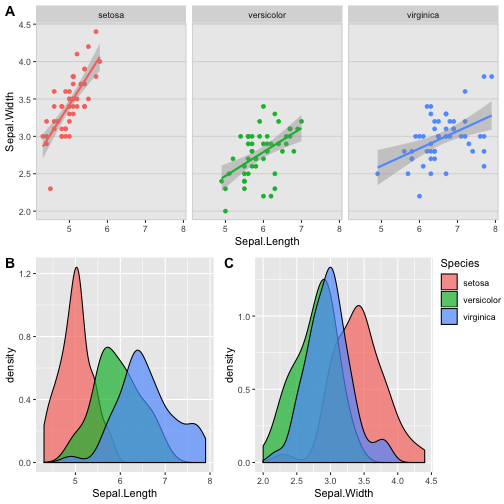 A
setosa
versicolor
virginica
4.5
4.0
3.5
3.0
2.5
2.0
Sepal.Width
5 6 7 8
5 6 7 8
5 6 7 8
Sepal.Length
B
1.2
0.8
0.4
0.0
density
5 6 7 8
Sepal.Length
C
1.0
0.5
0.0
density
2.0 2.5 3.0 3.5 4.0 4.5
Sepal.Width
Species
setosa
versicolor
virginica